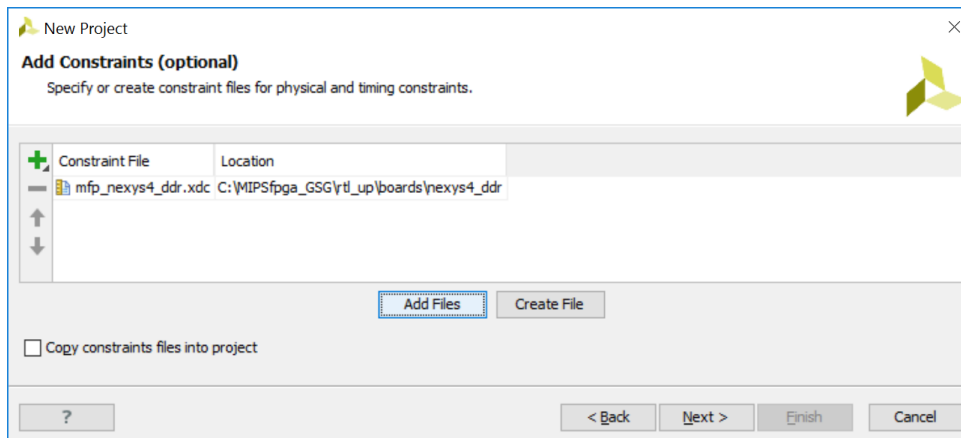 New Project
Add Constraints (optional)
Specify or create constraint files for physical and timing constraints.
Constraint File Location
mfp_nexys4_ddr.xdc C:\MIPSfpga_GSG\rtl_up\boards\nexys4_ddr
Add Files Create File
Copy constraints files into project
? < Back Next > Finish Cancel